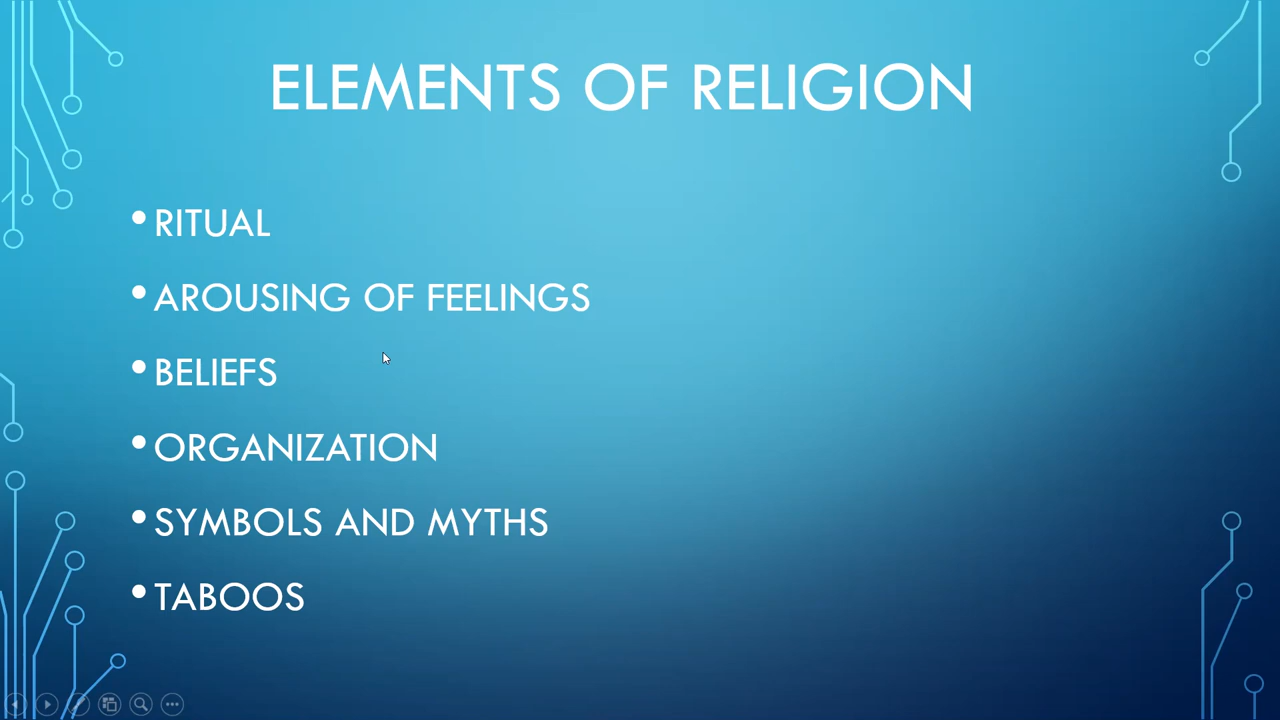 ELEMENTS OF RELIGION
• RITUAL
• AROUSING OF FEELINGS
• BELIEFS
• ORGANIZATION
• SYMBOLS AND MYTHS
• TABOOS